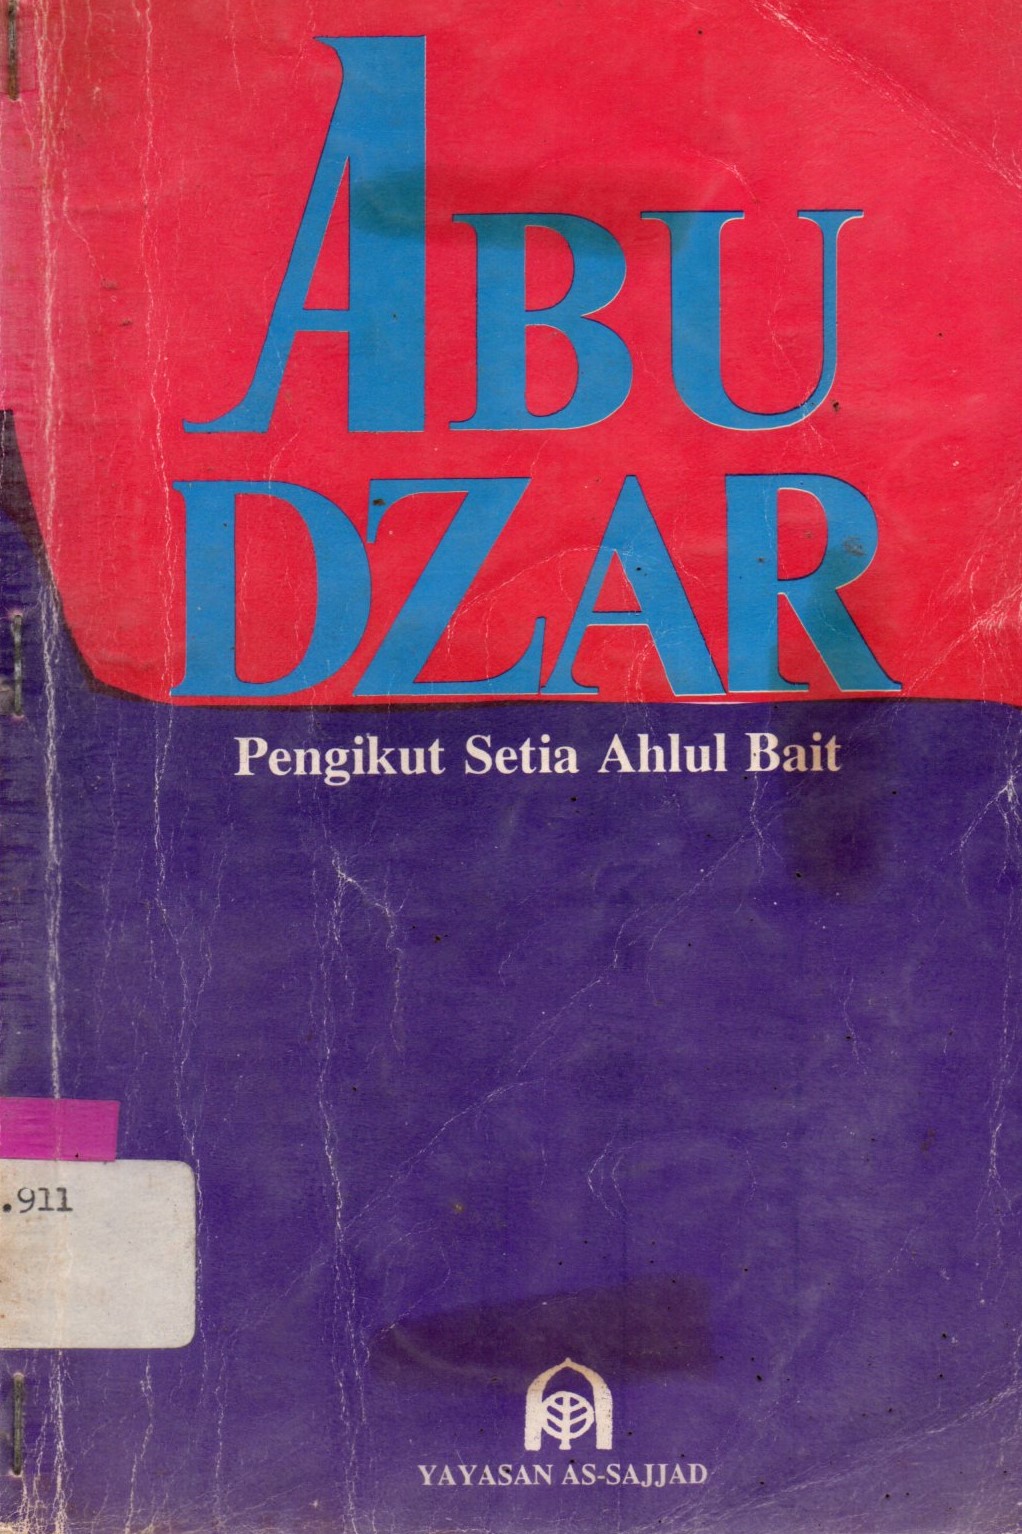 ABU
DZAR
Pengikut Setia Ahlul Bait
.911
YAYASAN AS-SAJJAD